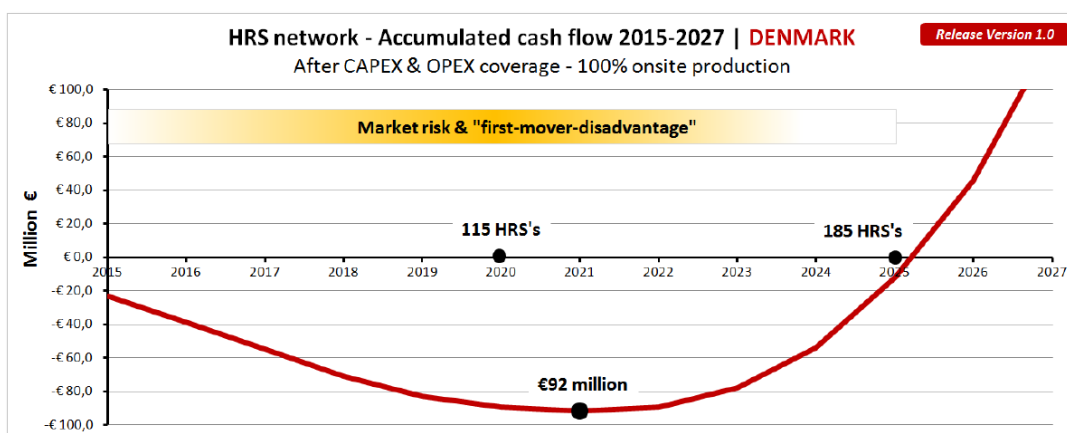 HRS network - Accumulated cash flow 2015-2027 | DENMARK
Release Version 1.0
After CAPEX & OPEX coverage - 100% onsite production
Million €
€ 100,0
€ 80,0
€ 60,0
€ 40,0
€ 20,0
€ 0,0
-€ 20,0
-€ 40,0
-€ 60,0
-€ 80,0
-€ 100,0
Market risk & "first-mover-disadvantage"
115 HRS's
185 HRS's
2015 2016 2017 2018 2019 2020 2021 2022 2023 2024 2025 2026 2027
€92 million